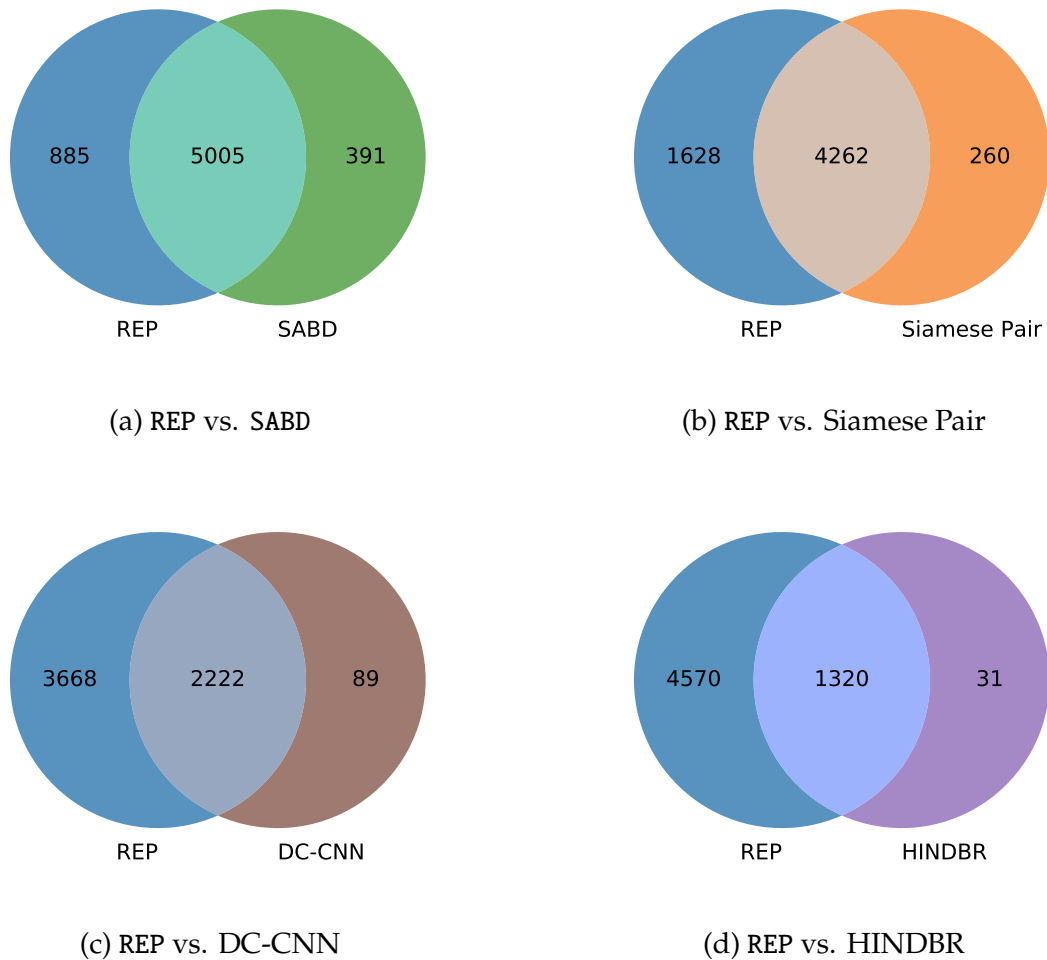 885 5005 391
REP SABD
(a) REP vs. SABD
1628 4262 260
REP Siamese Pair
(b) REP vs. Siamese Pair
3668 2222 89
REP DC-CNN
(c) REP vs. DC-CNN
4570 1320 31
REP HINDBR
(d) REP vs. HINDBR